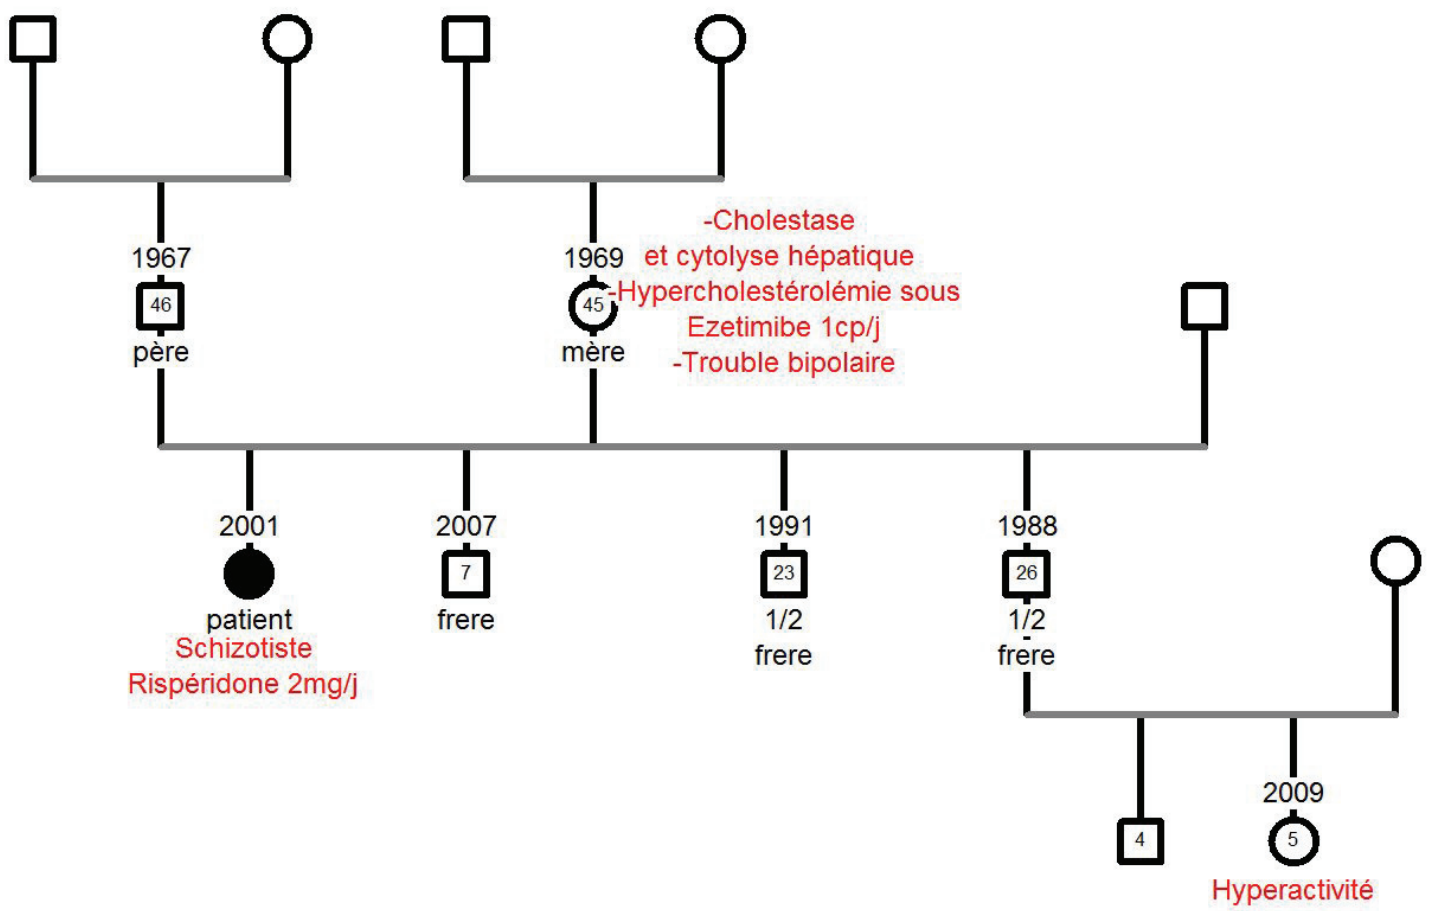 1967
46
père
1969
45
mère
-Cholestase
et cytolyse hépatique
-Hypercholestérolémie sous
Ezetimibe 1cp/j
-Trouble bipolaire
2001
patient
Schizotiste
Rispéridone 2mg/j
2007
7
frere
1991
23
1/2
frere
1988
26
1/2
frere
4
2009
5
Hyperactivité